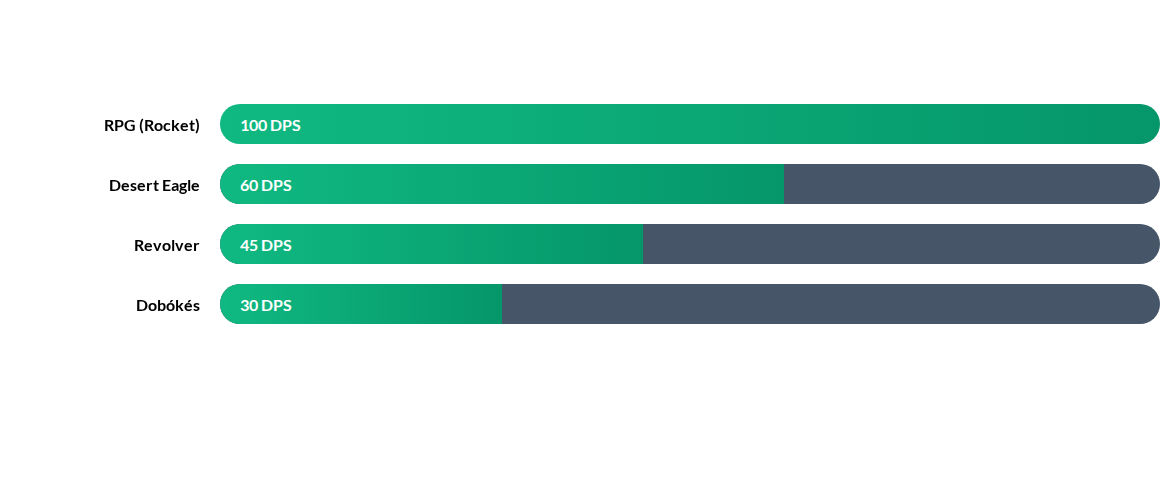 RPG (Rocket) 100 DPS
Desert Eagle 60 DPS
Revolver 45 DPS
Dobókés 30 DPS